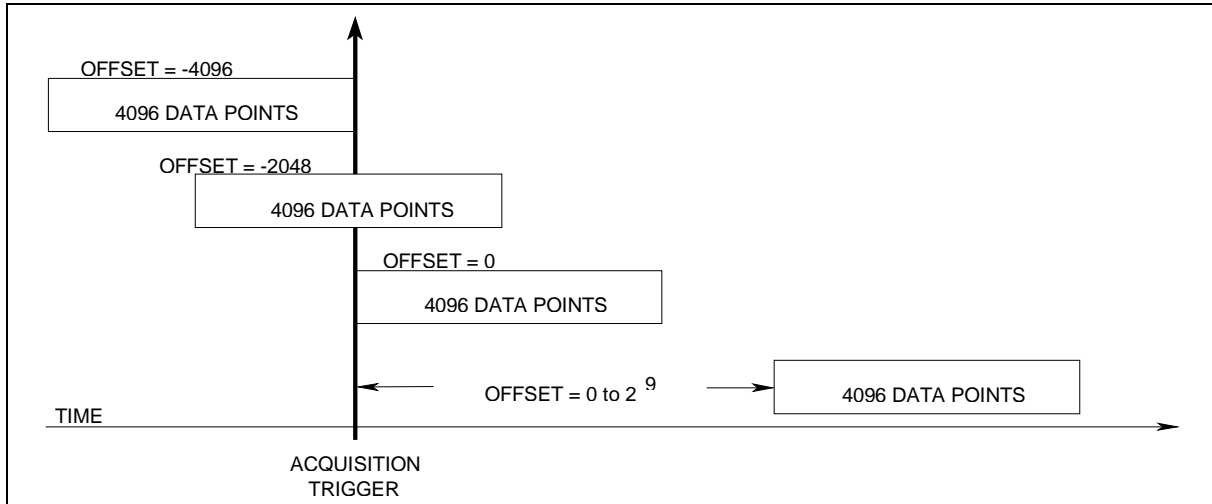 OFFSET = -4096
4096 DATA POINTS
OFFSET = -2048
4096 DATA POINTS
OFFSET = 0
4096 DATA POINTS
OFFSET = 0 to 2 9
4096 DATA POINTS
TIME
ACQUISITION
TRIGGER